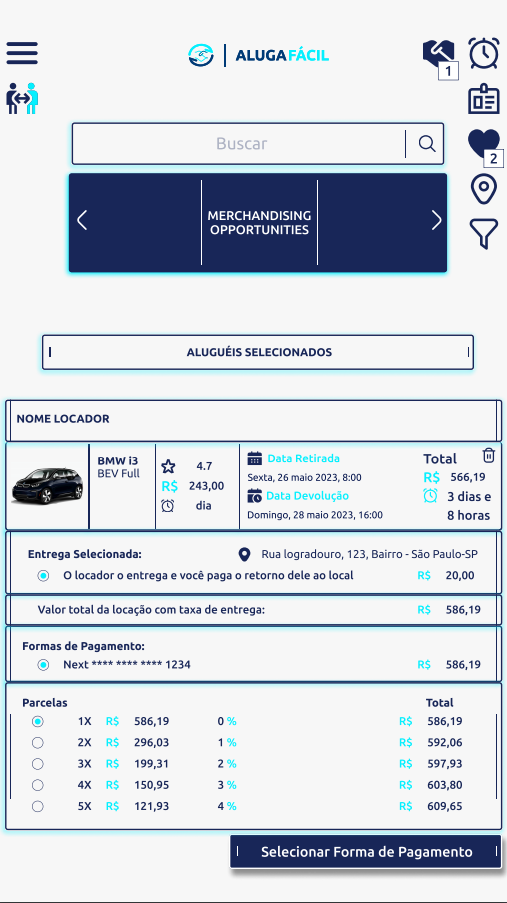 ALUGAFÁCIL
1
Buscar
2
MERCHANDISING
OPPORTUNITIES
ALUGUÉIS SELECIONADOS
NOME LOCADOR
BMW i3
BEV Full
4.7
R$ 243,00
dia
Data Retirada
Sexta, 26 maio 2023, 8:00
Data Devolução
Domingo, 28 maio 2023, 16:00
Total
R$ 566,19
3 dias e
8 horas
Entrega Selecionada:
Rua logradouro, 123, Bairro - São Paulo-SP
O locador o entrega e você paga o retorno dele ao local R$ 20,00
Valor total da locação com taxa de entrega: R$ 586,19
Formas de Pagamento:
Next **** **** **** 1234 R$ 586,19
Parcelas Total
1X R$ 586,19 0 % R$ 586,19
2X R$ 296,03 1 % R$ 592,06
3X R$ 199,31 2 % R$ 597,93
4X R$ 150,95 3 % R$ 603,80
5X R$ 121,93 4 % R$ 609,65
Selecionar Forma de Pagamento